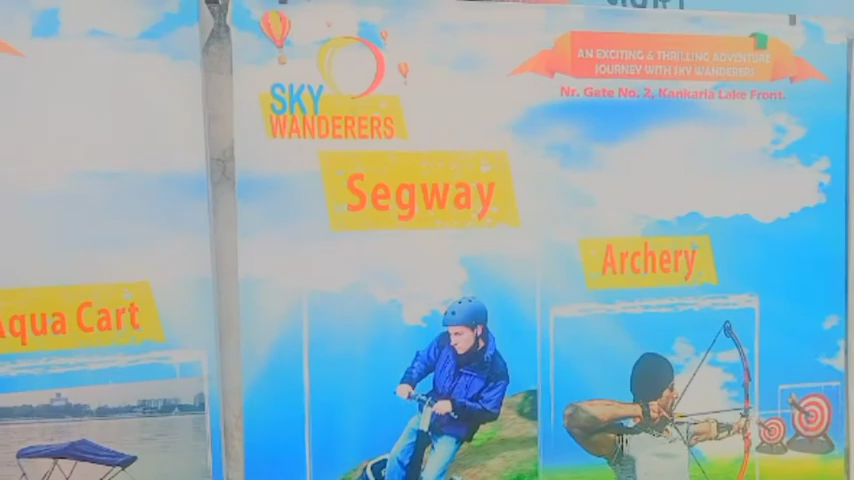 SKY
WANDERERS
AN EXCITING & THRILLING ADVENTURE
JOURNEY WITH SKY WANDERERS
Nr. Gate No. 2, Kankaria Lake Front.
Segway
Archery
Aqua Cart